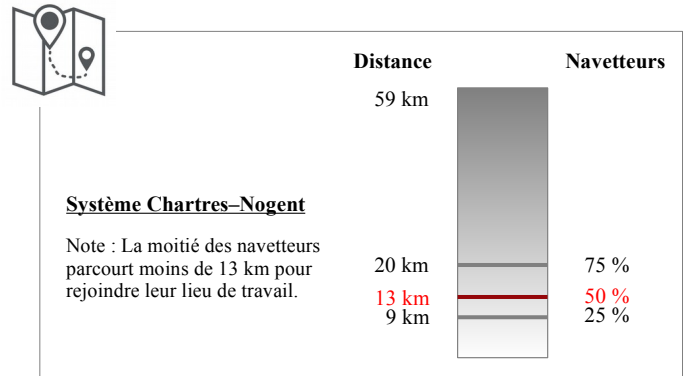 Distance Navetteurs
59 km
Système Chartres–Nogent
Note : La moitié des navetteurs
parcourt moins de 13 km pour
rejoindre leur lieu de travail.
20 km 75 %
13 km 50 %
9 km 25 %